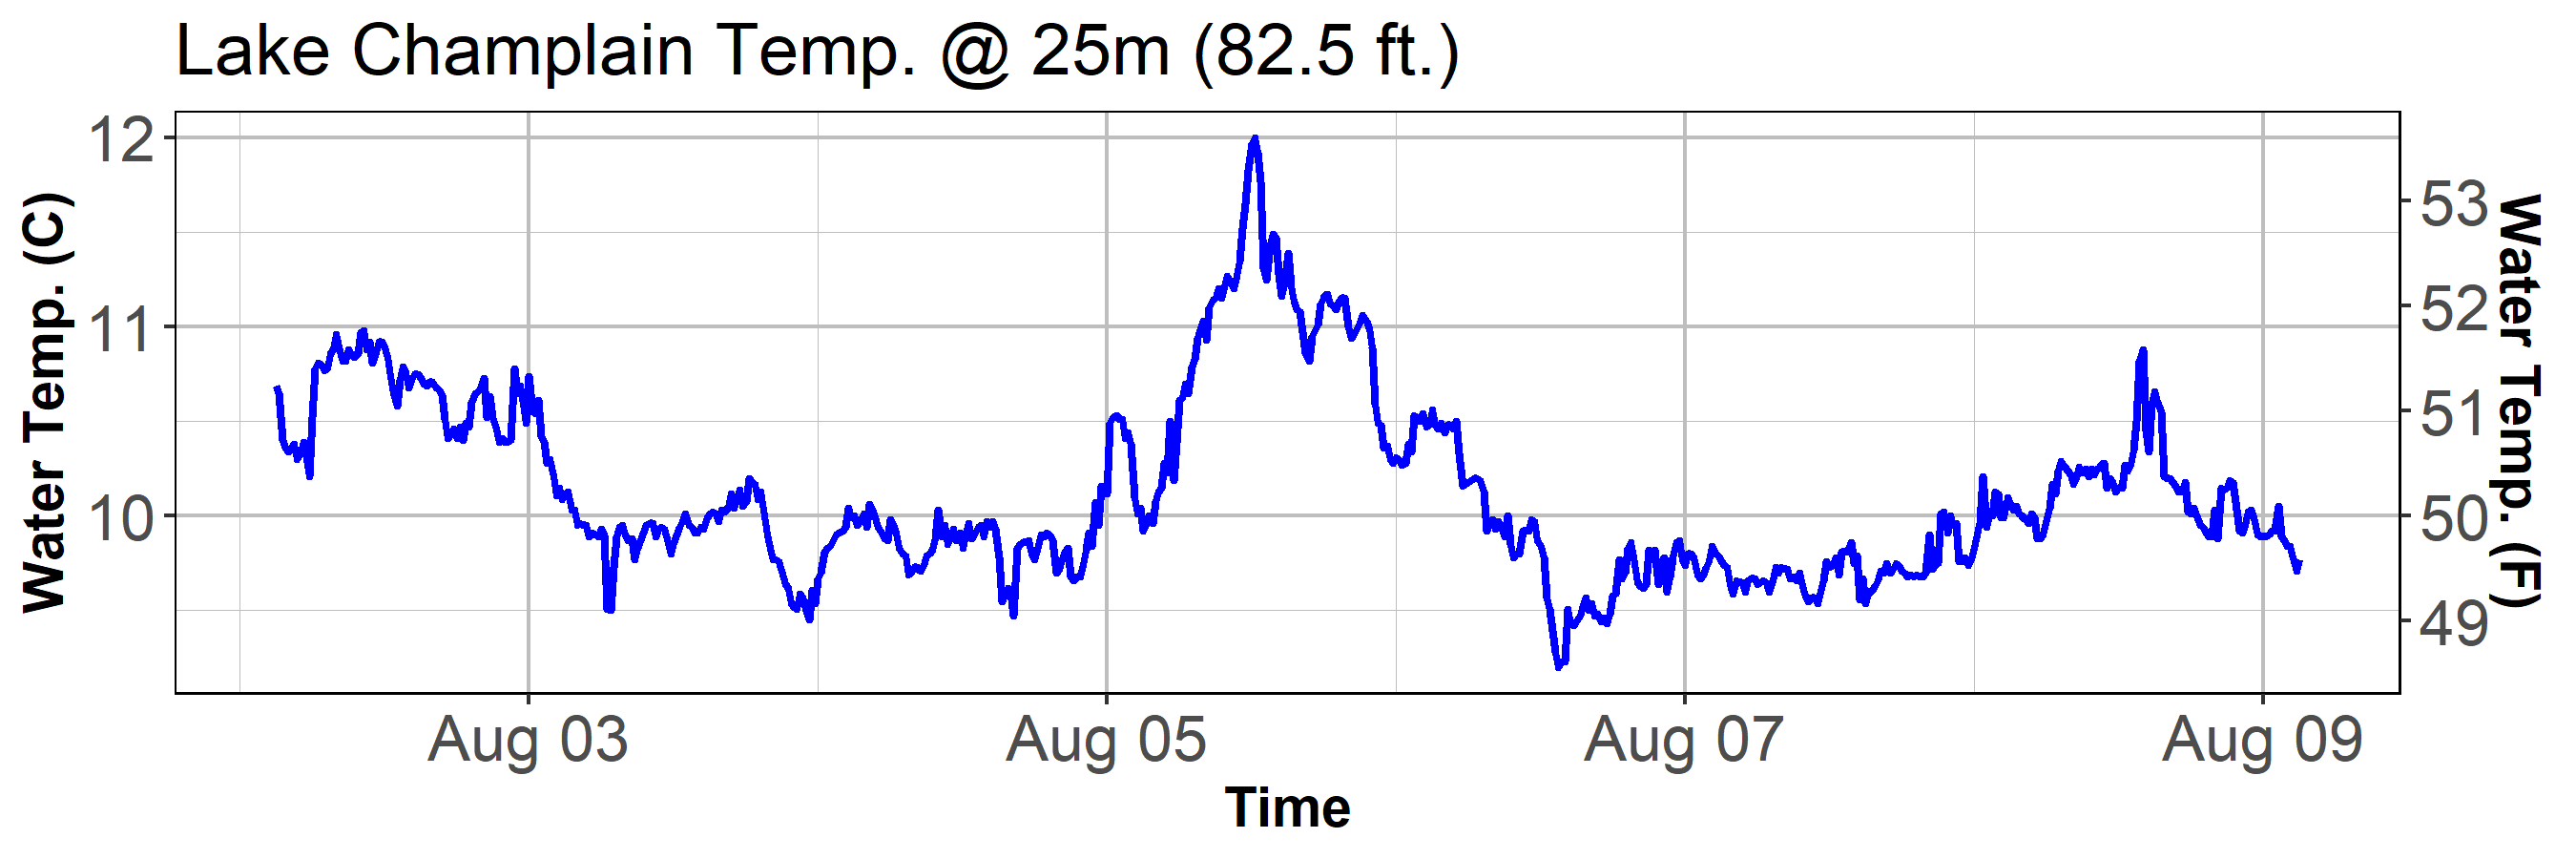 Lake Champlain Temp. @ 25m (82.5 ft.)
Water Temp. (C)
12
11
10
53
52
51
50
49
Water Temp. (F)
Aug 03 Aug 05 Aug 07 Aug 09
Time